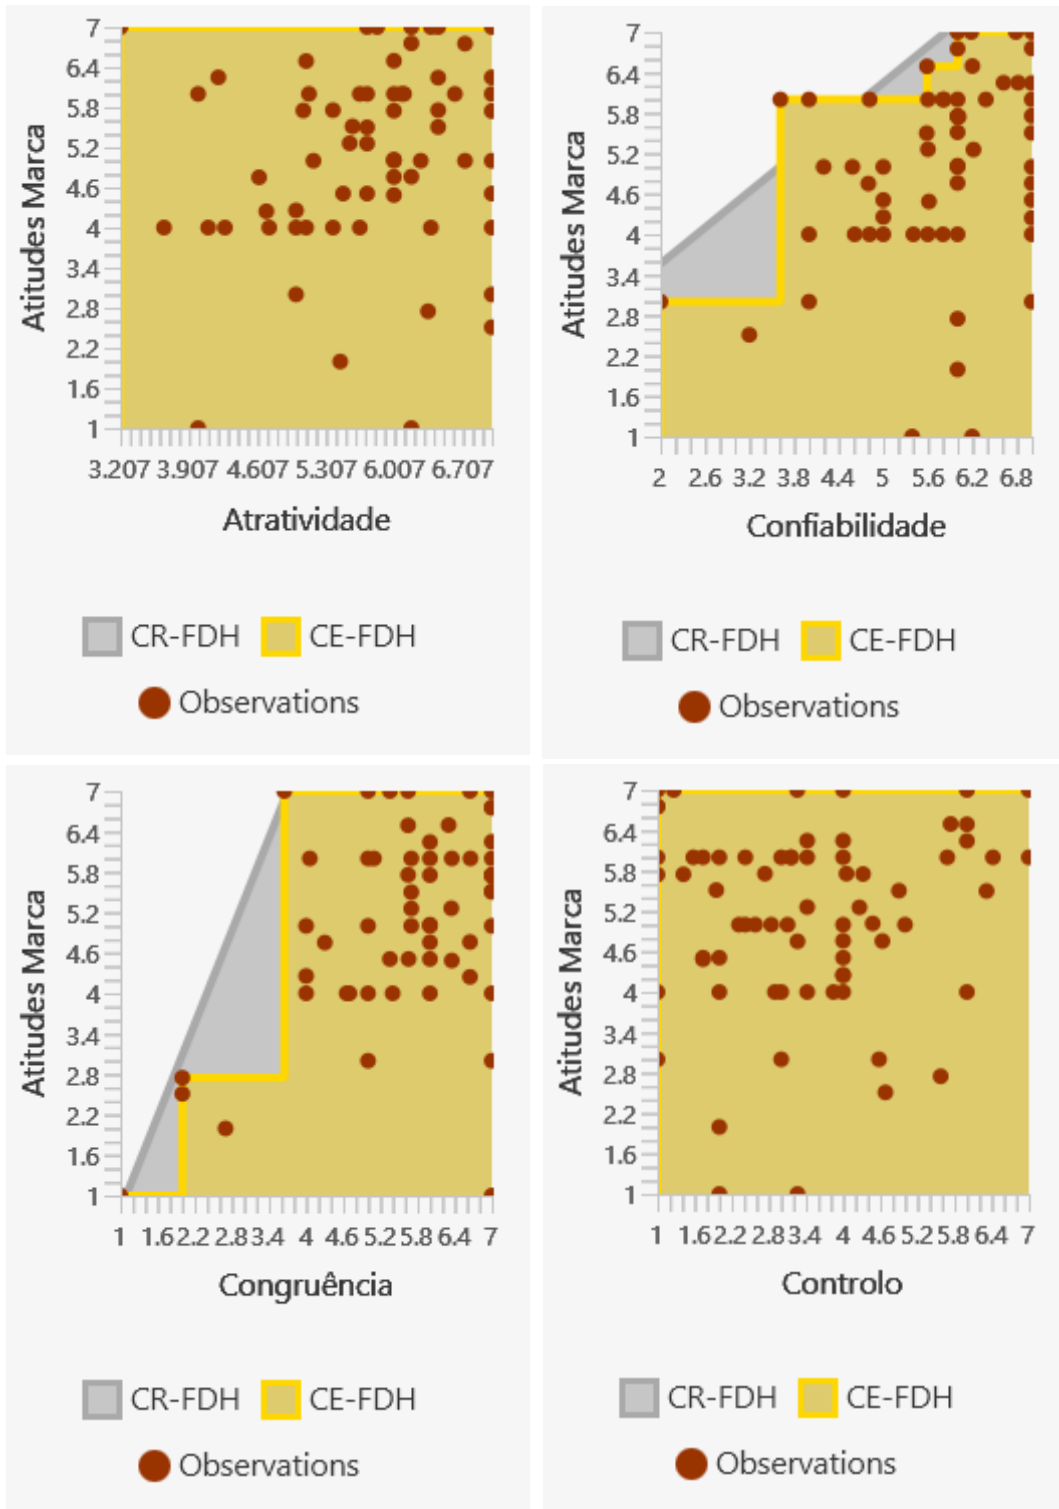 7
6.4
5.8
5.2
4.6
4
3.4
2.8
2.2
1.6
1
Atitudes Marca
3.207 3.907 4.607 5.307 6.007 6.707
Atratividade
CR-FDH CE-FDH
Observations
7
6.4
5.8
5.2
4.6
4
3.4
2.8
2.2
1.6
1
Atitudes Marca
2 2.6 3.2 3.8 4.4 5 5.6 6.2 6.8
Confiabilidade
CR-FDH CE-FDH
Observations
7
6.4
5.8
5.2
4.6
4
3.4
2.8
2.2
1.6
1
Atitudes Marca
1 1.6 2.2 2.8 3.4 4 4.6 5.2 5.8 6.4 7
Congruência
CR-FDH CE-FDH
Observations
7
6.4
5.8
5.2
4.6
4
3.4
2.8
2.2
1.6
1
Atitudes Marca
1 1.6 2.2 2.8 3.4 4 4.6 5.2 5.8 6.4 7
Controlo
CR-FDH CE-FDH
Observations